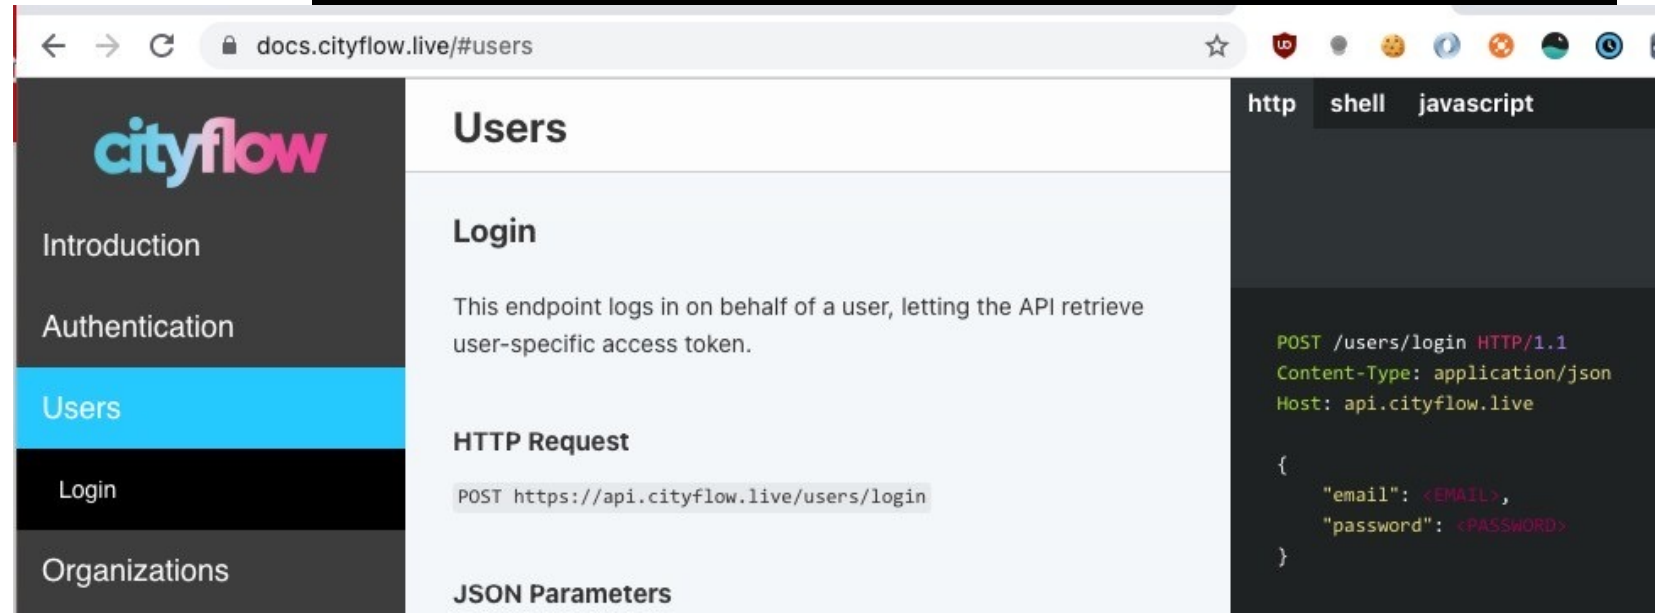 docs.cityflow.live/#users
cityflow
Introduction
Authentication
Users
Login
Organizations
Users
Login
This endpoint logs in on behalf of a user, letting the API retrieve
user-specific access token.
HTTP Request
POST https://api.cityflow.live/users/login
JSON Parameters
http shell javascript
POST /users/login HTTP/1.1
Content-Type: application/json
Host: api.cityflow.live
{
"email": <EMAIL>,
"password": <PASSWORD>
}